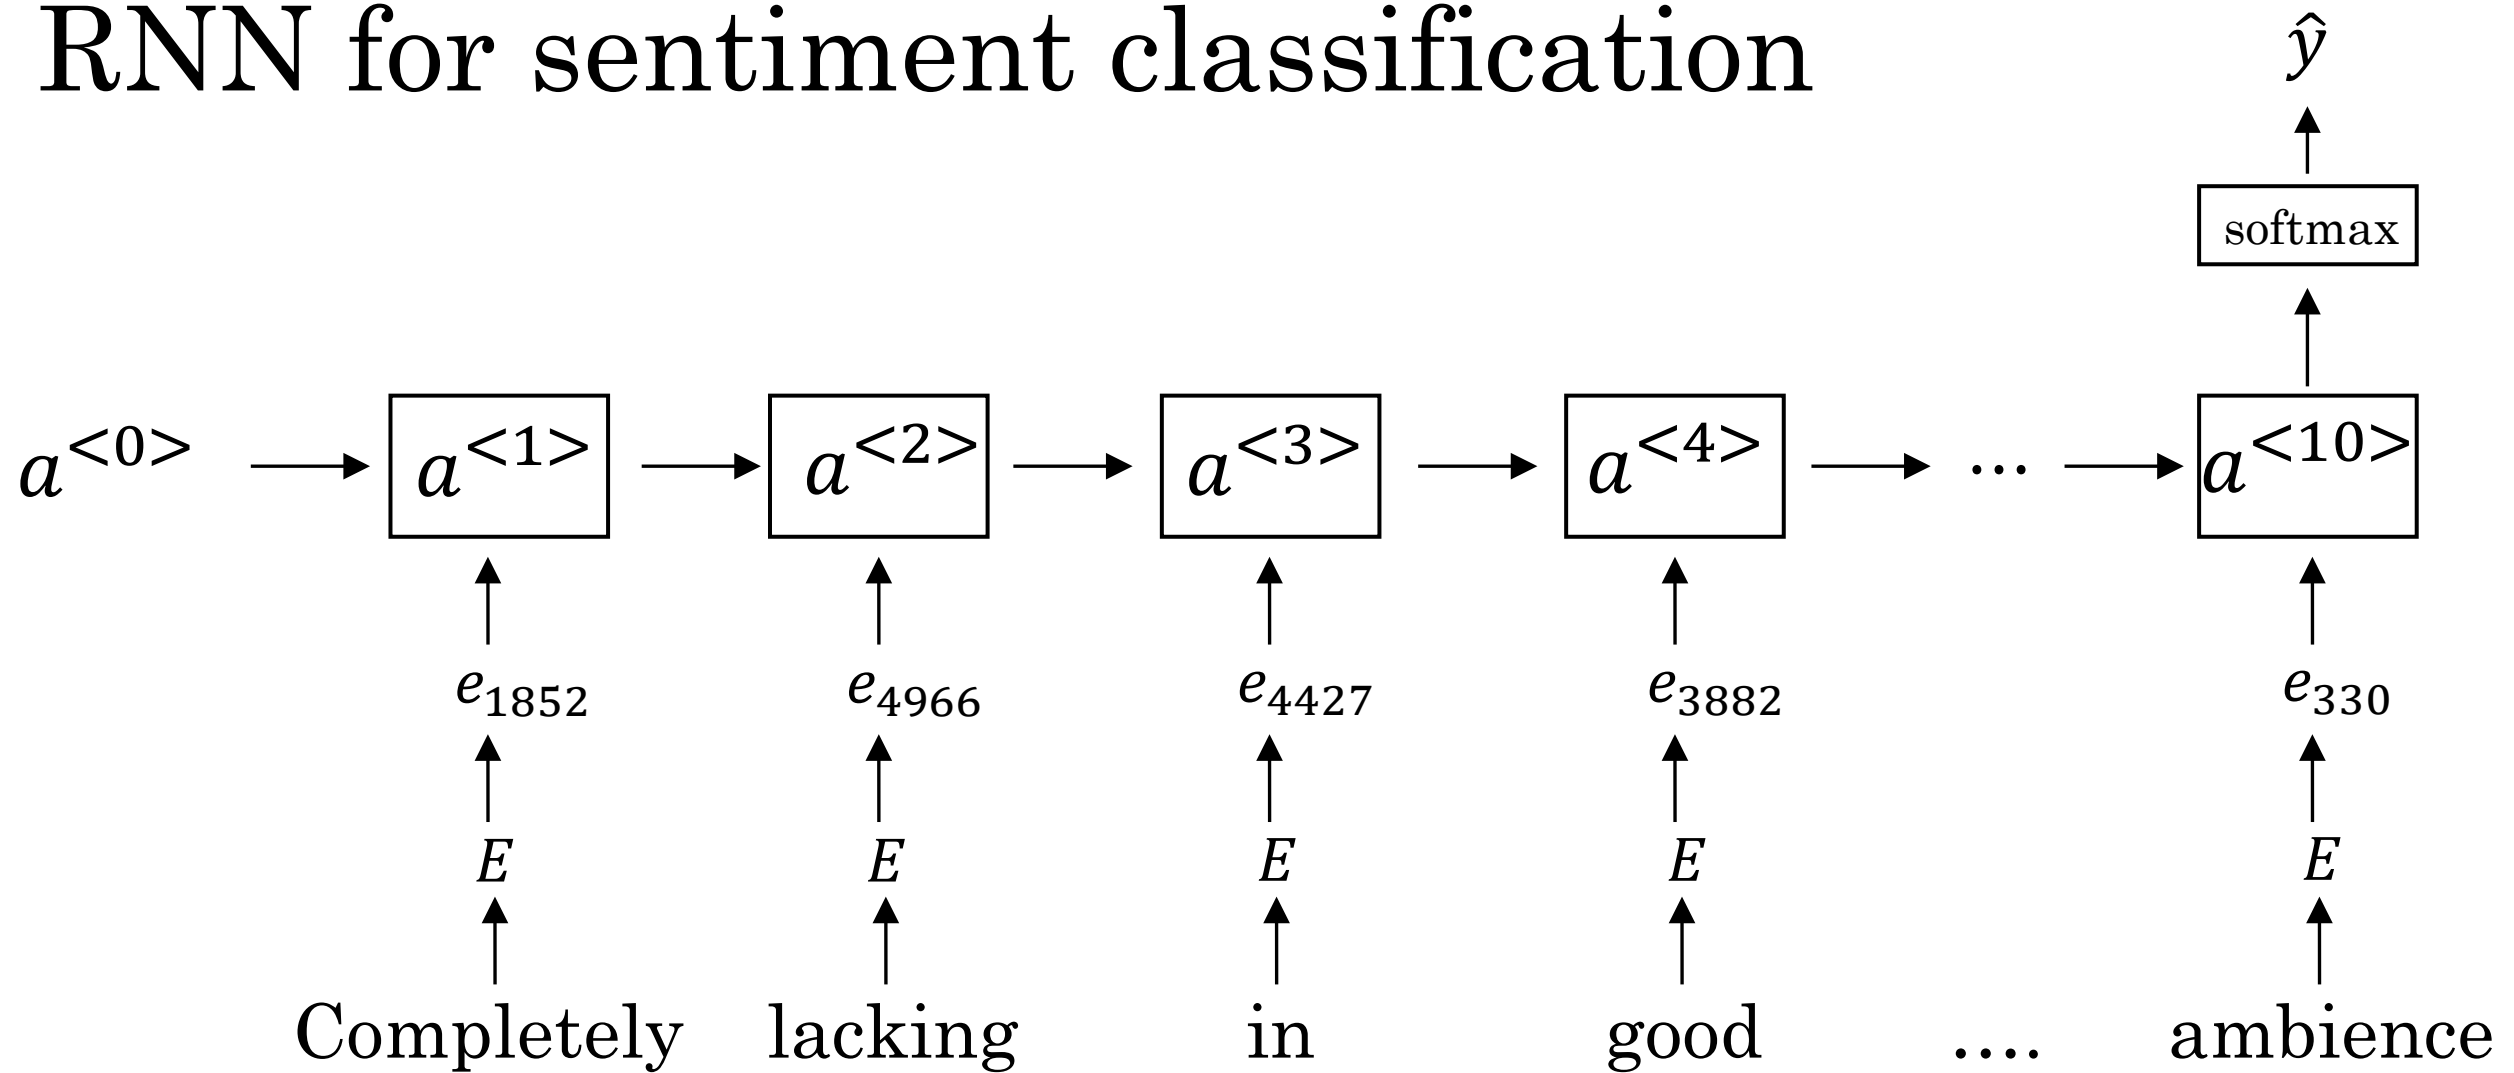 RNN for sentiment classification ŷ
softmax
a<0> a<1> a<2> a<3> a<4> ... a<10>
e1852 e4966 e4427 e3882 e330
E E E E E
Completely lacking in good .... ambience